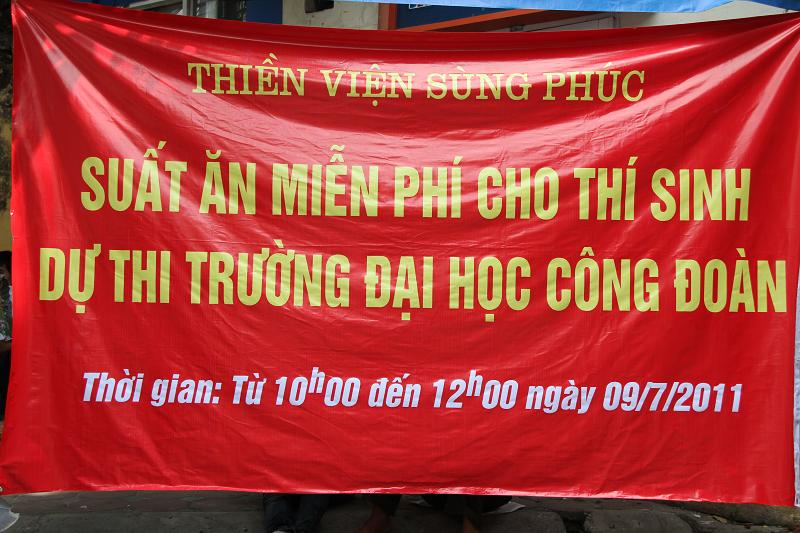 THIỀN VIỆN SÙNG PHÚC
SUẤT ĂN MIỄN PHÍ CHO THÍ SINH
DỰ THI TRƯỜNG ĐẠI HỌC CÔNG ĐOÀN
Thời gian: Từ 10h00 đến 12h00 ngày 09/7/2011